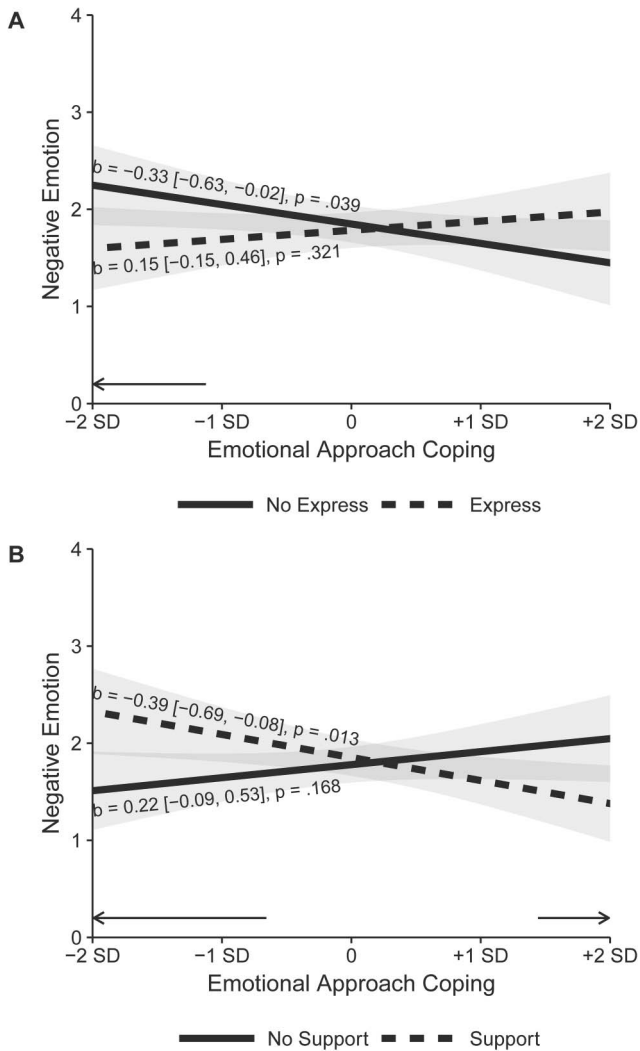 A
4
3
2
1
0
Negative Emotion
b = −0.33 [−0.63, −0.02], p = .039
b = 0.15 [−0.15, 0.46], p = .321
−2 SD −1 SD 0 +1 SD +2 SD
Emotional Approach Coping
No Express Express
B
4
3
2
1
0
Negative Emotion
b = −0.39 [−0.69, −0.08], p = .013
b = 0.22 [−0.09, 0.53], p = .168
−2 SD −1 SD 0 +1 SD +2 SD
Emotional Approach Coping
No Support Support